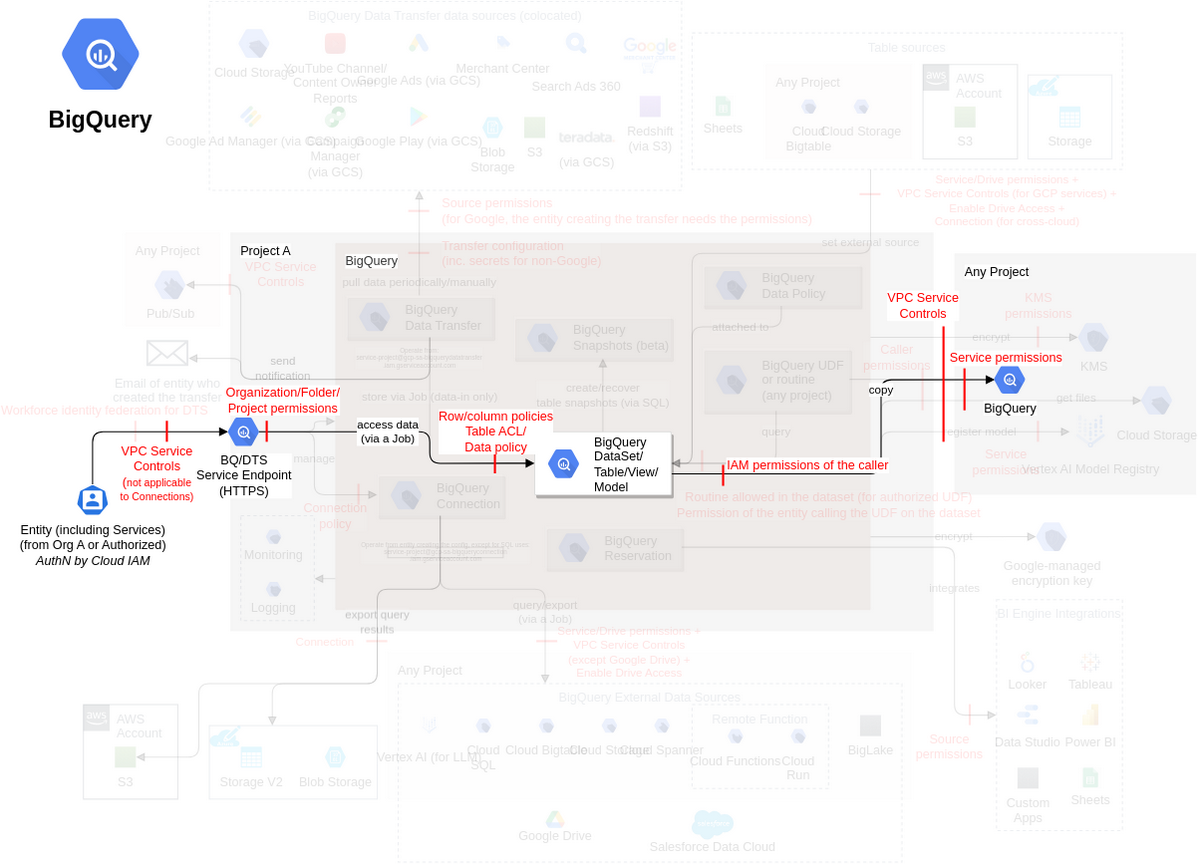 BigQuery
BigQuery Data Transfer data sources (colocated)
Cloud Storage
YouTube Channel/
Content Owner
Reports
Google Ads (via GCS)
Merchant Center
Search Ads 360
Google
Google Ad Manager (via GCS)
Campaign
Manager
(via GCS)
Google Play (via GCS)
Blob
Storage
S3
teradata.
(via GCS)
Redshift
(via S3)
Table sources
Sheets
Any Project
Cloud
Bigtable
Cloud Storage
aws
AWS
Account
S3
Storage
Source permissions
(for Google, the entity creating the transfer needs the permissions)
Transfer configuration
(inc. secrets for non-Google)
Service/Drive permissions +
VPC Service Controls (for GCP services) +
Enable Drive Access +
Connection (for cross-cloud)
set external source
Any Project
Pub/Sub
Project A
VPC Service
Controls
BigQuery
pull data periodically/manually
BigQuery
Data Transfer
BigQuery
Snapshots (beta)
BigQuery
Data Policy
attached to
BigQuery UDF
or routine
(any project)
query
create/recover
table snapshots (via SQL)
send
notification
store via Job (data-in only)
Email of entity who
created the transfer
Workforce identity federation for DTS
Organization/Folder/
Project permissions
VPC Service
Controls
(not applicable
to Connections)
BQ/DTS
Service Endpoint
(HTTPS)
manage
access data
(via a Job)
Row/column policies
Table ACL/
Data policy
BigQuery
DataSet/
Table/View/
Model
IAM permissions of the caller
Caller
permissions
copy
VPC Service
Controls
Any Project
KMS
permissions
encrypt
KMS
Service permissions
BigQuery
get files
Cloud Storage
register model
Service
permissions
Vertex AI Model Registry
Routine allowed in the dataset (for authorized UDF)
Permission of the entity calling the UDF on the dataset
Entity (including Services)
(from Org A or Authorized)
AuthN by Cloud IAM
Connection
policy
BigQuery
Connection
BigQuery
Reservation
Monitoring
Logging
encrypt
Google-managed
encryption key
integrates
export query
results
query/export
(via a Job)
Connection
Service/Drive permissions +
VPC Service Controls
(except Google Drive) +
Enable Drive Access
BI Engine Integrations
Looker
Tableau
Data Studio
Power BI
Custom
Apps
Sheets
Source
permissions
Any Project
BigQuery External Data Sources
Vertex AI (for LLM)
Cloud
SQL
Cloud Bigtable
Cloud Storage
Cloud Spanner
Remote Function
Cloud Functions
Cloud
Run
BigLake
Google Drive
Salesforce Data Cloud
aws
AWS
Account
S3
Storage V2
Blob Storage